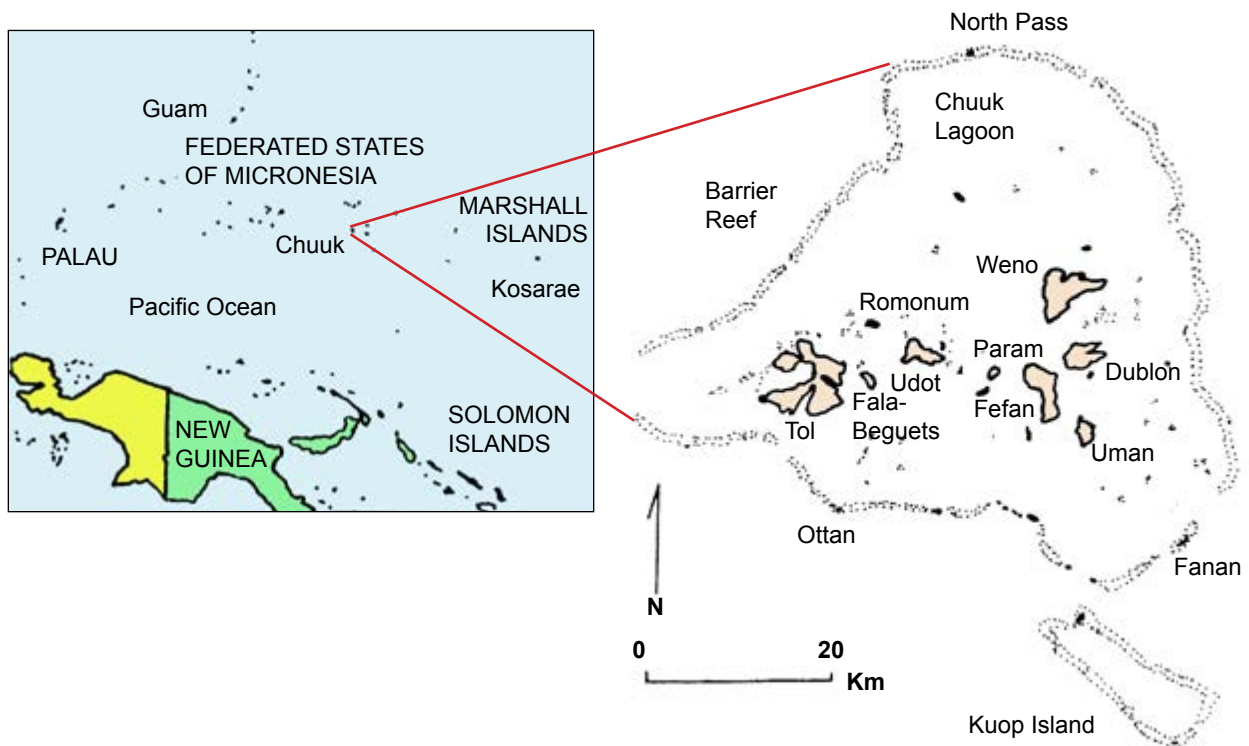 Guam
FEDERATED STATES
OF MICRONESIA
MARSHALL
ISLANDS
PALAU
Chuuk
Kosarae
Pacific Ocean
NEW
GUINEA
SOLOMON
ISLANDS
North Pass
Chuuk
Lagoon
Barrier
Reef
Weno
Romonum
Param
Udot
Dublon
Fala-
Beguets
Fefan
Tol
Uman
Ottan
Fanan
N
0 20
Km
Kuop Island